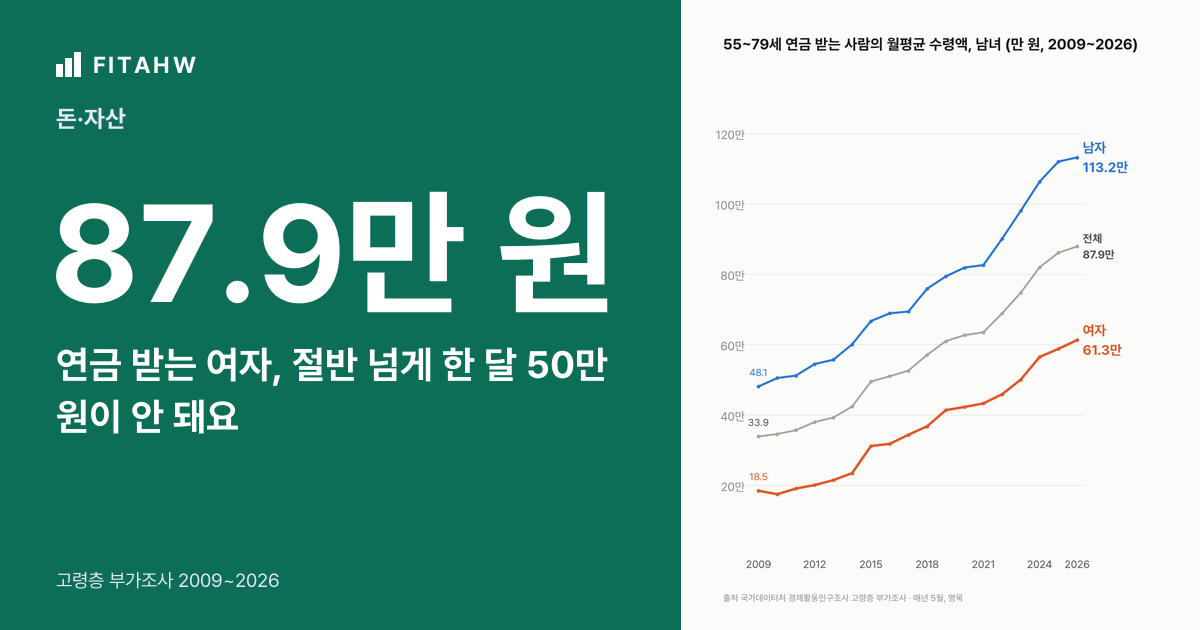 FITAHW
돈·자산
87.9만 원
연금 받는 여자, 절반 넘게 한 달 50만
원이 안 돼요
고령층 부가조사 2009~2026
55~79세 연금 받는 사람의 월평균 수령액, 남녀 (만 원, 2009~2026)
120만
100만
80만
60만
40만
20만
남자
113.2만
전체
87.9만
여자
61.3만
48.1
33.9
18.5
2009 2012 2015 2018 2021 2024 2026
출처 국가데이터처 경제활동인구조사 고령층 부가조사 · 매년 5월, 명목